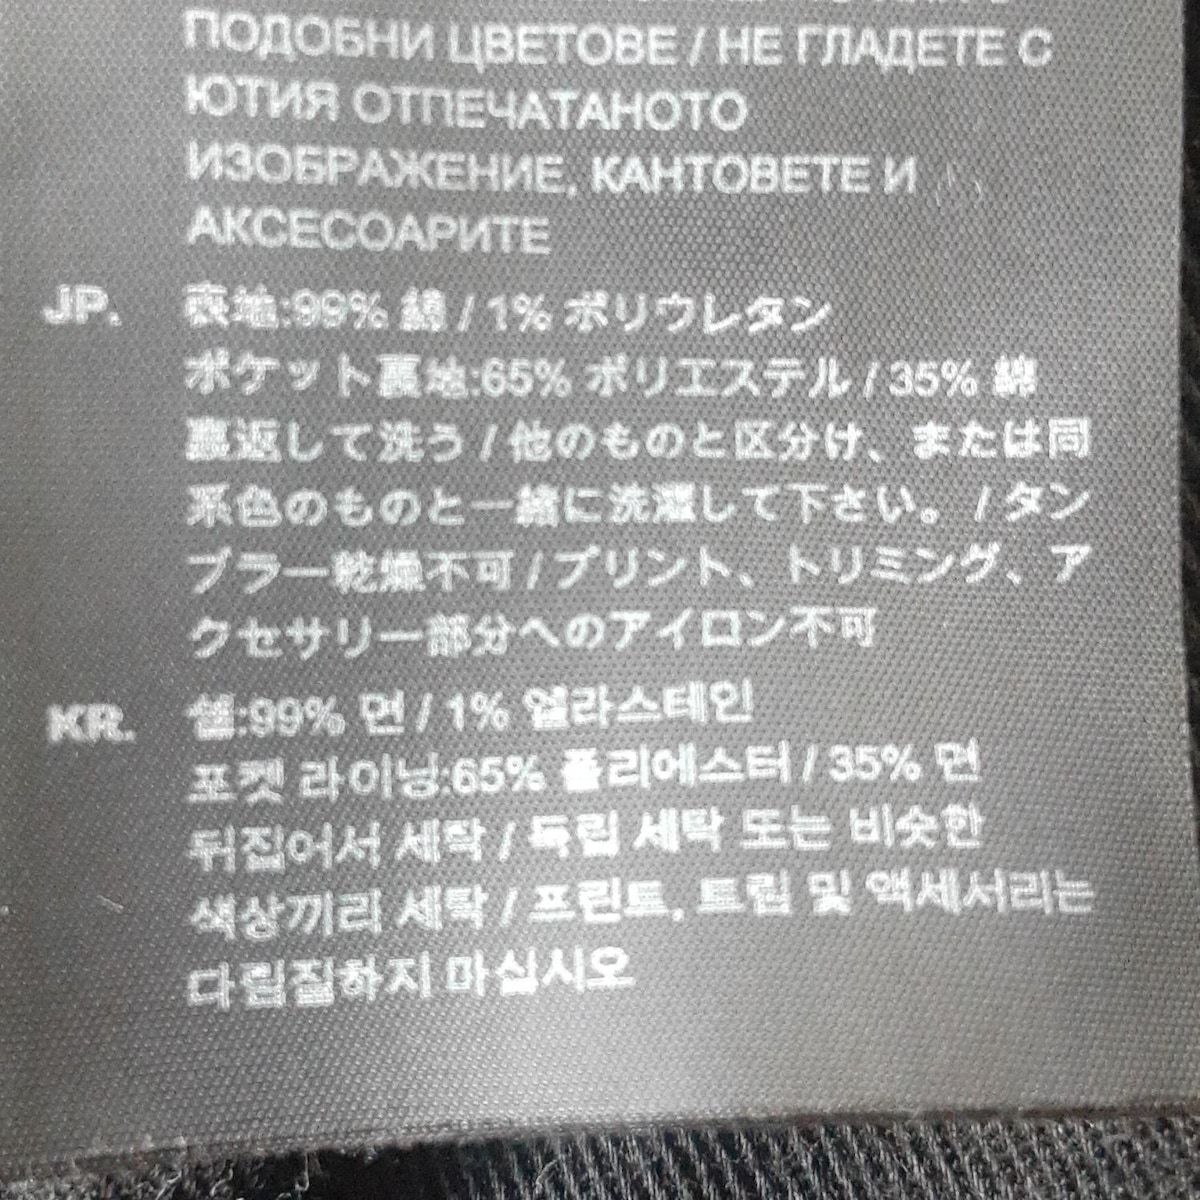 ПОДОБНИ ЦВЕТОВЕ / НЕ ГЛАДЕТЕ С
ЮТИЯ ОТПЕЧАТАНОТО
ИЗОБРАЖЕНИЕ, КАНТОВЕТЕ И
АКСЕСОАРИТЕ
JP. 表地:99% 綿 / 1% ポリウレタン
ポケット裏地:65% ポリエステル / 35% 綿
裏返して洗う / 他のものと区分け、または同
系色のものと一緒に洗濯して下さい。 / タン
ブラー乾燥不可 / プリント、トリミング、ア
クセサリー部分へのアイロン不可
KR. 쉘:99% 면 / 1% 엘라스테인
포켓 라이닝:65% 폴리에스터 / 35% 면
뒤집어서 세탁 / 독립 세탁 또는 비슷한
색상끼리 세탁 / 프린트, 트림 및 액세서리는
다림질하지 마십시오